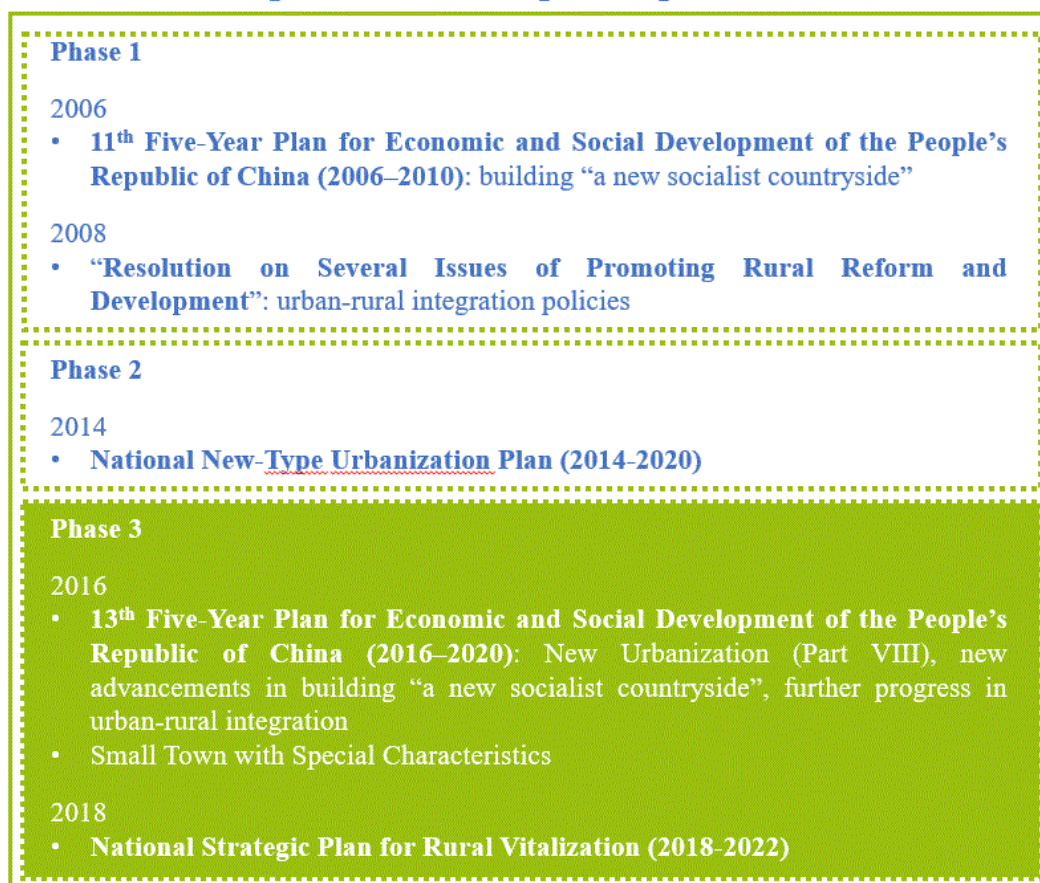 Phase 1
2006
• 11th Five-Year Plan for Economic and Social Development of the People’s
Republic of China (2006–2010): building “a new socialist countryside”
2008
• “Resolution on Several Issues of Promoting Rural Reform and
Development”: urban-rural integration policies
Phase 2
2014
• National New-Type Urbanization Plan (2014-2020)
Phase 3
2016
• 13th Five-Year Plan for Economic and Social Development of the People’s
Republic of China (2016–2020): New Urbanization (Part VIII), new
advancements in building “a new socialist countryside”, further progress in
urban-rural integration
• Small Town with Special Characteristics
2018
• National Strategic Plan for Rural Vitalization (2018-2022)